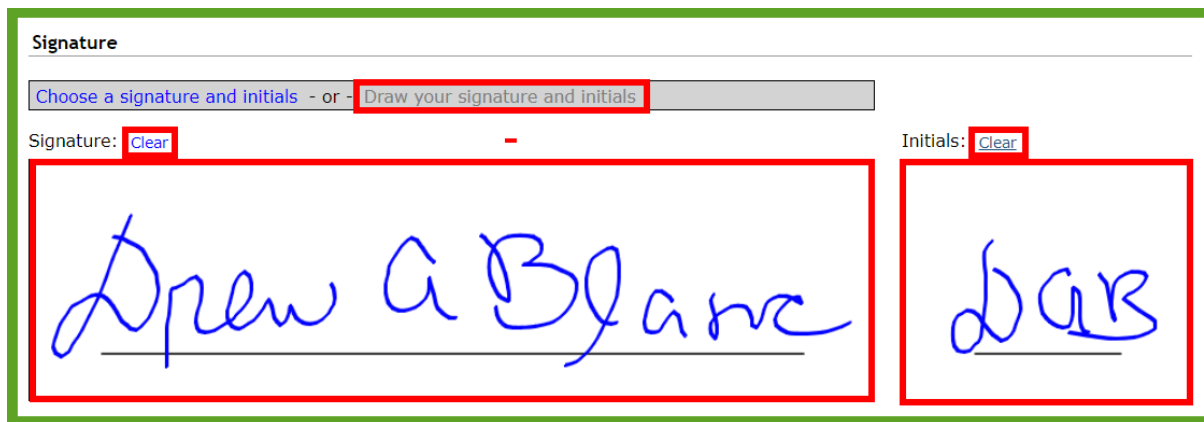 Signature
Choose a signature and initials - or - Draw your signature and initials
Signature: Clear
Initials: Clear
Drew A Blanc
DAB